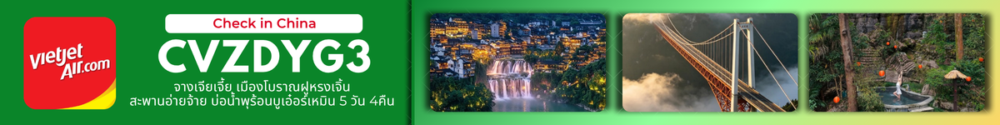 vietjet
Air.com
Check in China
CVZDYG3
จางเจียเจี้ย เมืองโบราณฝูหรงเจิ้น
สะพานอ่ายจ้าย บ่อน้ำพุร้อนบูเอ๋อร์เหมิน 5 วัน 4คืน